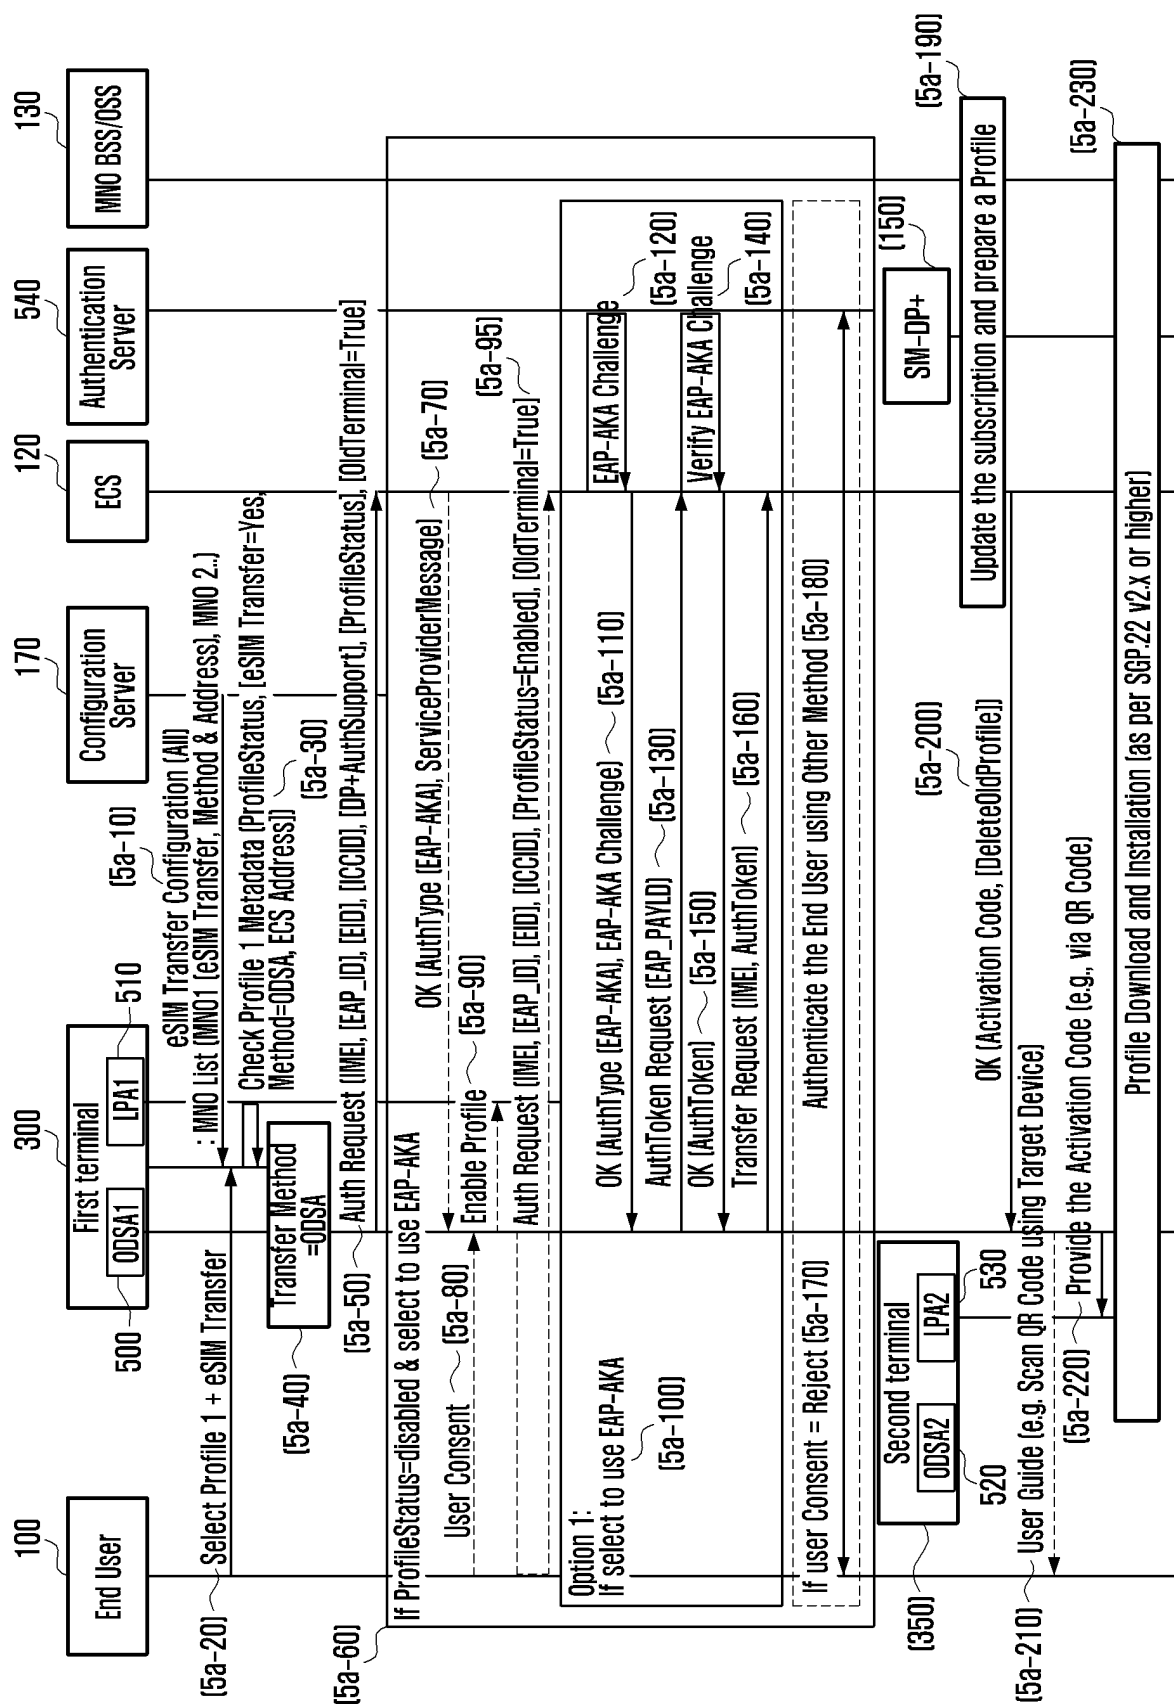 100
End User
300
First terminal
500
ODSA1
LPA1
510
170
Configuration
Server
120
ECS
540
Authentication
Server
130
MNO BSS/OSS
(5a-10)
eSIM Transfer Configuration (All)
: MNO List (MNO1 (eSIM Transfer, Method & Address), MNO 2..)
(5a-20)
Select Profile 1 + eSIM Transfer
Check Profile 1 Metadata (ProfileStatus, [eSIM Transfer=Yes,
Method=ODSA, ECS Address])
(5a-30)
Transfer Method
=ODSA
(5a-40)
(5a-50)
Auth Request (IMEI, [EAP_ID], [EID], [ICCID], [DP+AuthSupport], [ProfileStatus], [OldTerminal=True]
(5a-60)
If ProfileStatus=disabled & select to use EAP-AKA
OK (AuthType (EAP-AKA), ServiceProviderMessage)
(5a-70)
User Consent
(5a-80)
Enable Profile
(5a-90)
Auth Request (IMEI, [EAP_ID], [EID], [ICCID], [ProfileStatus=Enabled], [OldTerminal=True]
(5a-95)
Option 1:
If select to use EAP-AKA
(5a-100)
EAP-AKA Challenge
(5a-120)
OK (AuthType (EAP-AKA), EAP-AKA Challenge)
(5a-110)
AuthToken Request (EAP_PAYLD)
(5a-130)
Verify EAP-AKA Challenge
(5a-140)
OK (AuthToken)
(5a-150)
Transfer Request (IMEI, AuthToken)
(5a-160)
If user Consent = Reject (5a-170)
Authenticate the End User using Other Method (5a-180)
(350)
Second terminal
ODSA2
520
LPA2
530
SM-DP+
(150)
Update the subscription and prepare a Profile
(5a-190)
OK (Activation Code, [DeleteOldProfile])
(5a-200)
(5a-210)
User Guide (e.g. Scan QR Code using Target Device)
(5a-220)
Provide the Activation Code (e.g., via QR Code)
Profile Download and Installation (as per SGP.22 v2.x or higher)
(5a-230)